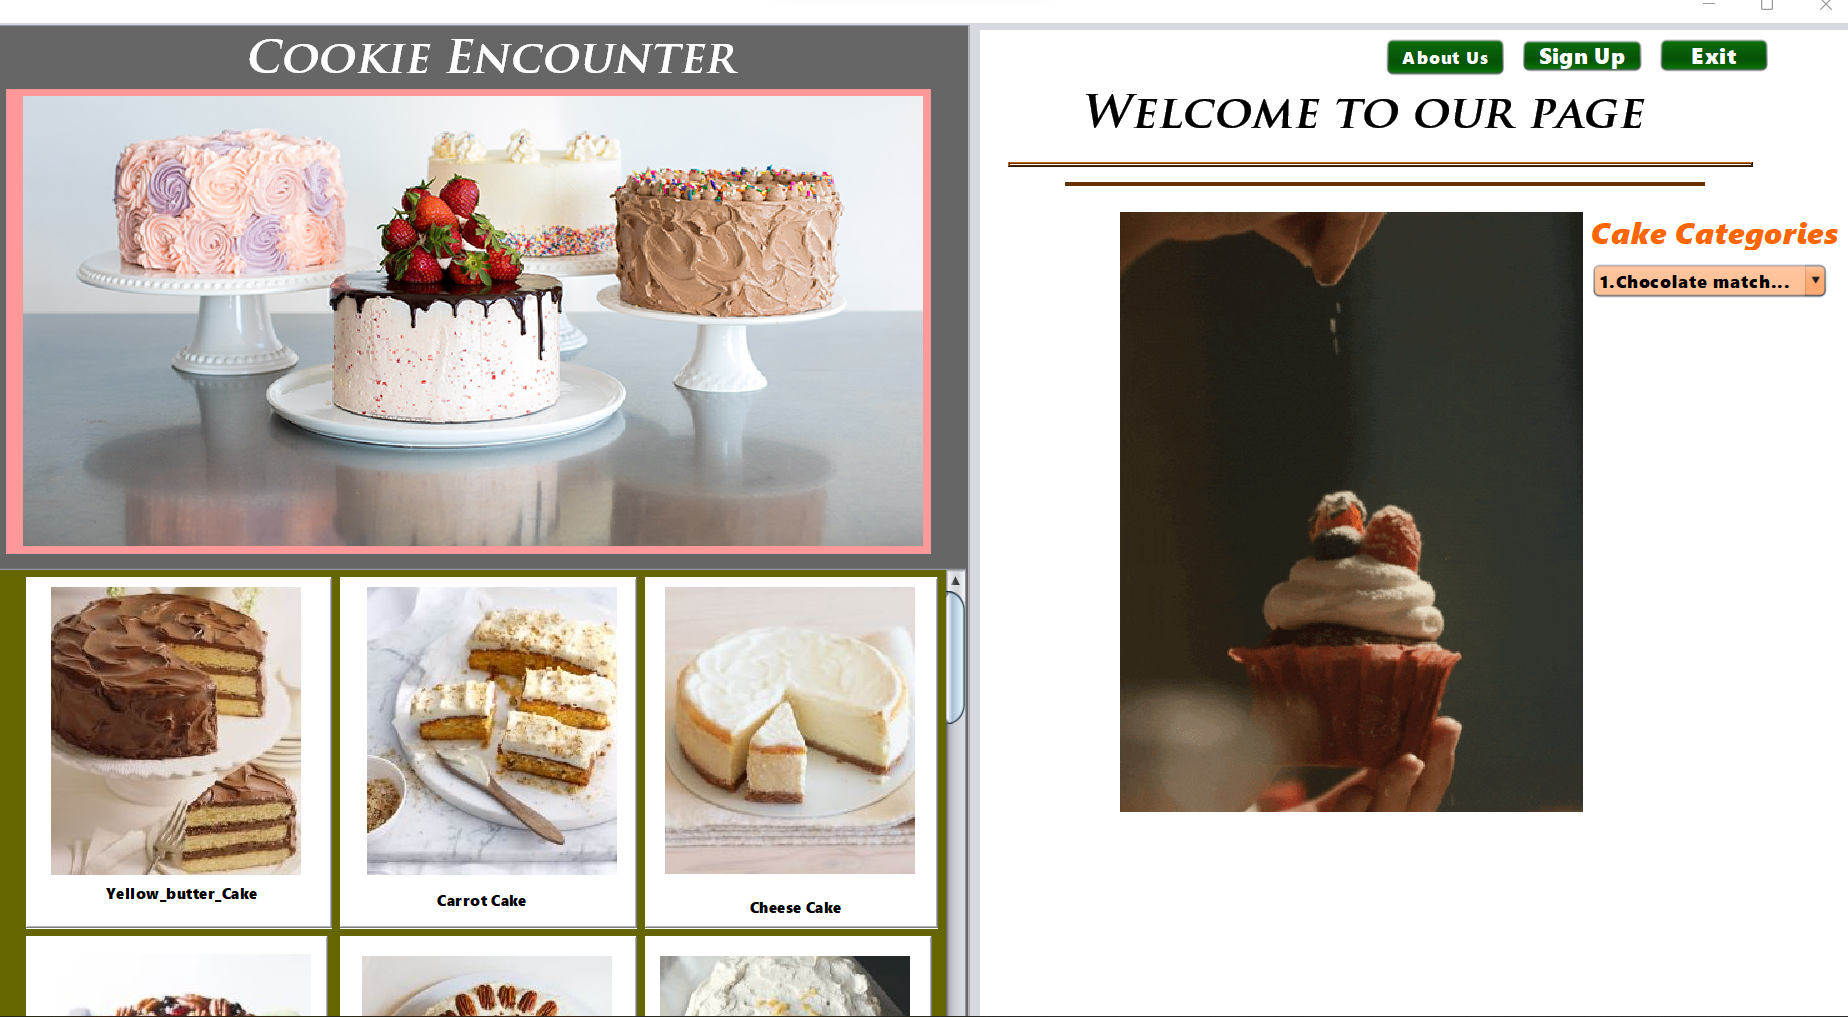 Cookie Encounter
About Us
Sign Up
Exit
Welcome to our page
Cake Categories
1.Chocolate match...
Yellow_butter_Cake
Carrot Cake
Cheese Cake